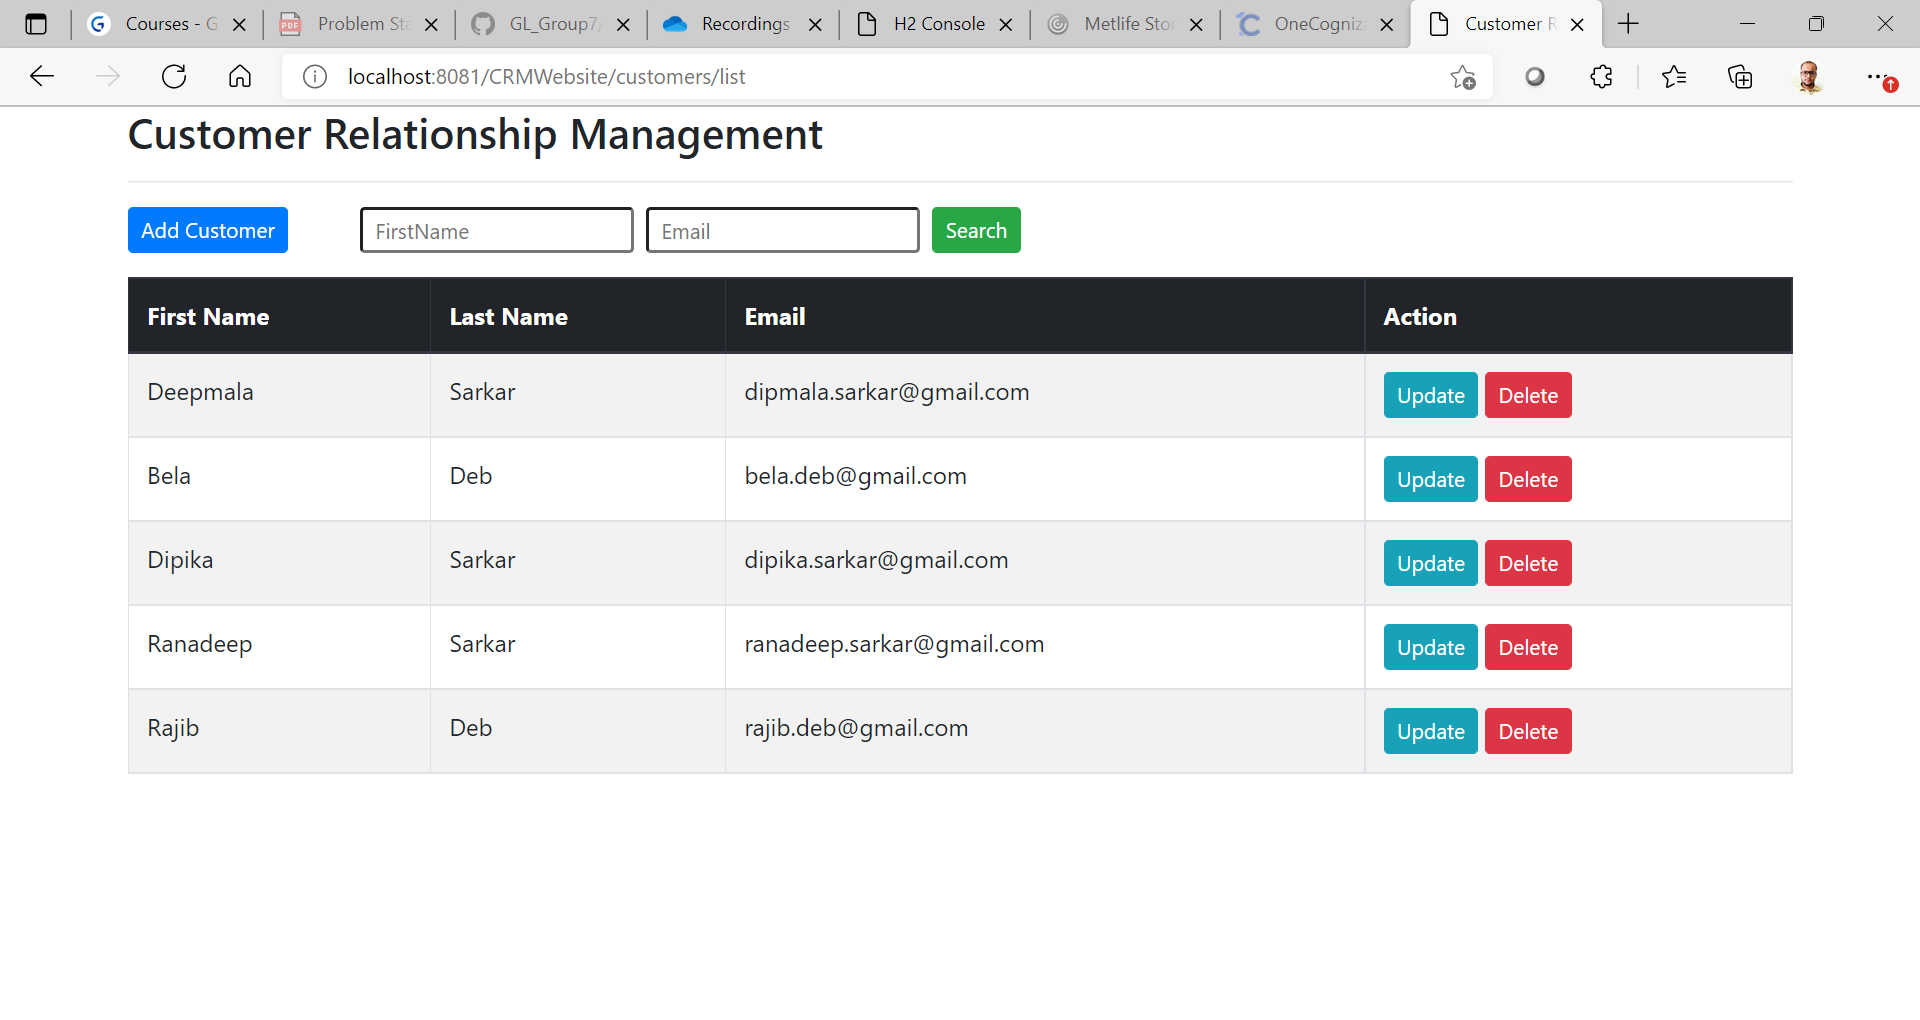 Courses - G
Problem Sta
GL_Group7/
Recordings
H2 Console
Metlife Stor
OneCogniz
Customer R
localhost:8081/CRMWebsite/customers/list
Customer Relationship Management
Add Customer FirstName Email Search
First Name Last Name Email Action
Deepmala Sarkar dipmala.sarkar@gmail.com Update Delete
Bela Deb bela.deb@gmail.com Update Delete
Dipika Sarkar dipika.sarkar@gmail.com Update Delete
Ranadeep Sarkar ranadeep.sarkar@gmail.com Update Delete
Rajib Deb rajib.deb@gmail.com Update Delete